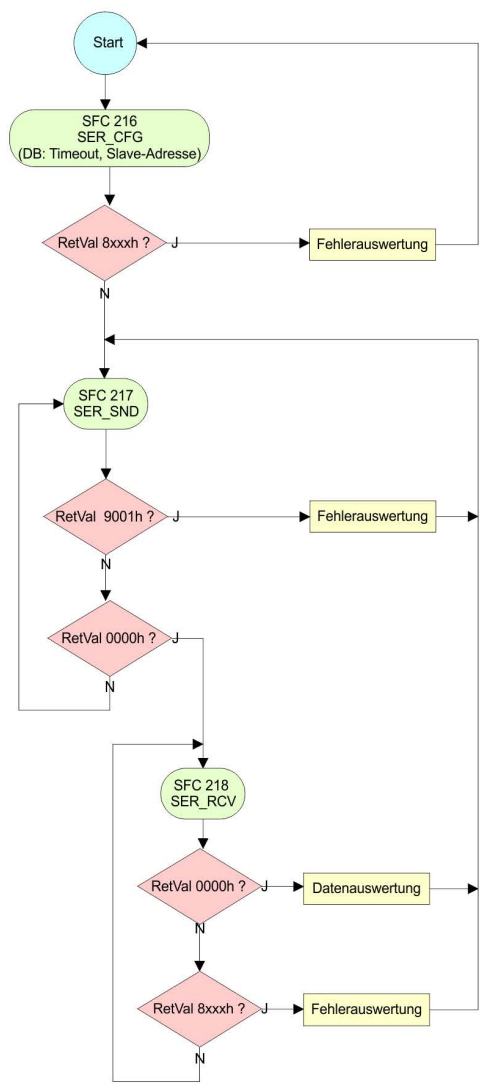 Start
SFC 216
SER_CFG
(DB: Timeout, Slave-Adresse)
RetVal 8xxxh ?
J
Fehlerauswertung
N
SFC 217
SER_SND
RetVal 9001h ?
J
Fehlerauswertung
N
RetVal 0000h ?
J
N
SFC 218
SER_RCV
RetVal 0000h ?
J
Datenauswertung
N
RetVal 8xxxh ?
J
Fehlerauswertung
N